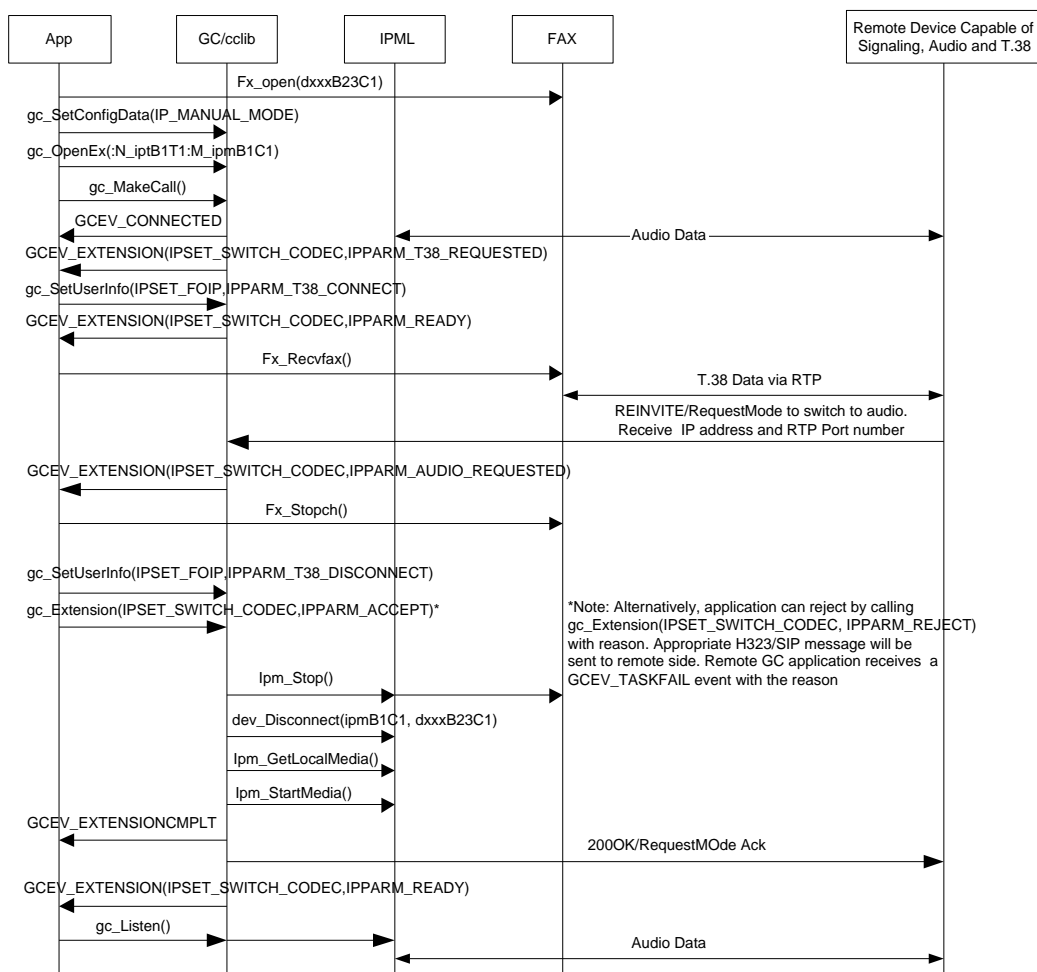 App
GC/cclib
IPML
FAX
Remote Device Capable of
Signaling, Audio and T.38
Fx_open(dxxxB23C1)
gc_SetConfigData(IP_MANUAL_MODE)
gc_OpenEx(:N_iptB1T1:M_ipmB1C1)
gc_MakeCall()
GCEV_CONNECTED
Audio Data
GCEV_EXTENSION(IPSET_SWITCH_CODEC,IPPARM_T38_REQUESTED)
gc_SetUserInfo(IPSET_FOIP,IPPARM_T38_CONNECT)
GCEV_EXTENSION(IPSET_SWITCH_CODEC,IPPARM_READY)
Fx_Recvfax()
T.38 Data via RTP
REINVITE/RequestMode to switch to audio.
Receive IP address and RTP Port number
GCEV_EXTENSION(IPSET_SWITCH_CODEC,IPPARM_AUDIO_REQUESTED)
Fx_Stopch()
gc_SetUserInfo(IPSET_FOIP,IPPARM_T38_DISCONNECT)
gc_Extension(IPSET_SWITCH_CODEC,IPPARM_ACCEPT)*
*Note: Alternatively, application can reject by calling
gc_Extension(IPSET_SWITCH_CODEC, IPPARM_REJECT)
with reason. Appropriate H323/SIP message will be
sent to remote side. Remote GC application receives a
GCEV_TASKFAIL event with the reason
Ipm_Stop()
dev_Disconnect(ipmB1C1, dxxxB23C1)
Ipm_GetLocalMedia()
Ipm_StartMedia()
GCEV_EXTENSIONCMPLT
200OK/RequestMOde Ack
GCEV_EXTENSION(IPSET_SWITCH_CODEC,IPPARM_READY)
gc_Listen()
Audio Data